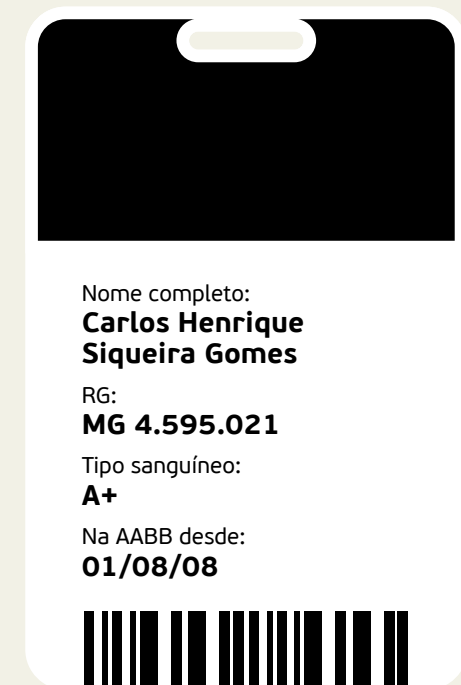 Nome completo:
Carlos Henrique
Siqueira Gomes
RG:
MG 4.595.021
Tipo sanguíneo:
A+
Na AABB desde:
01/08/08